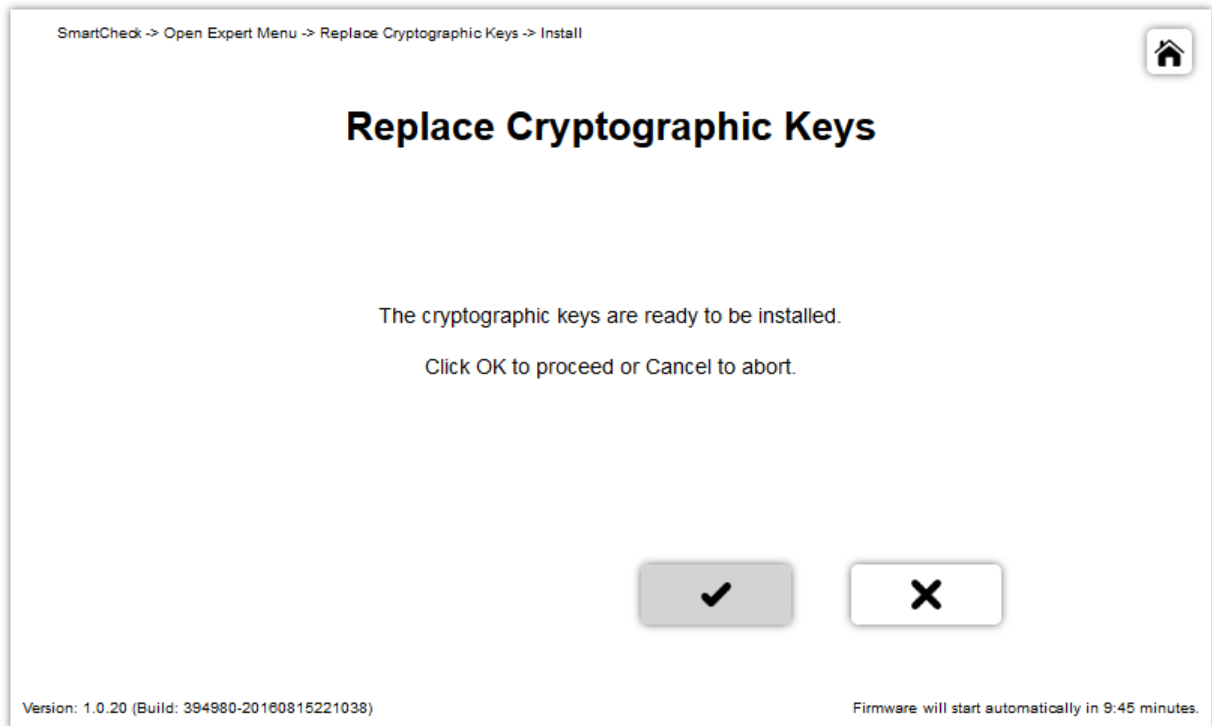 SmartCheck -> Open Expert Menu -> Replace Cryptographic Keys -> Install
Replace Cryptographic Keys
The cryptographic keys are ready to be installed.
Click OK to proceed or Cancel to abort.
Version: 1.0.20 (Build: 394980-20160815221038)
Firmware will start automatically in 9:45 minutes.